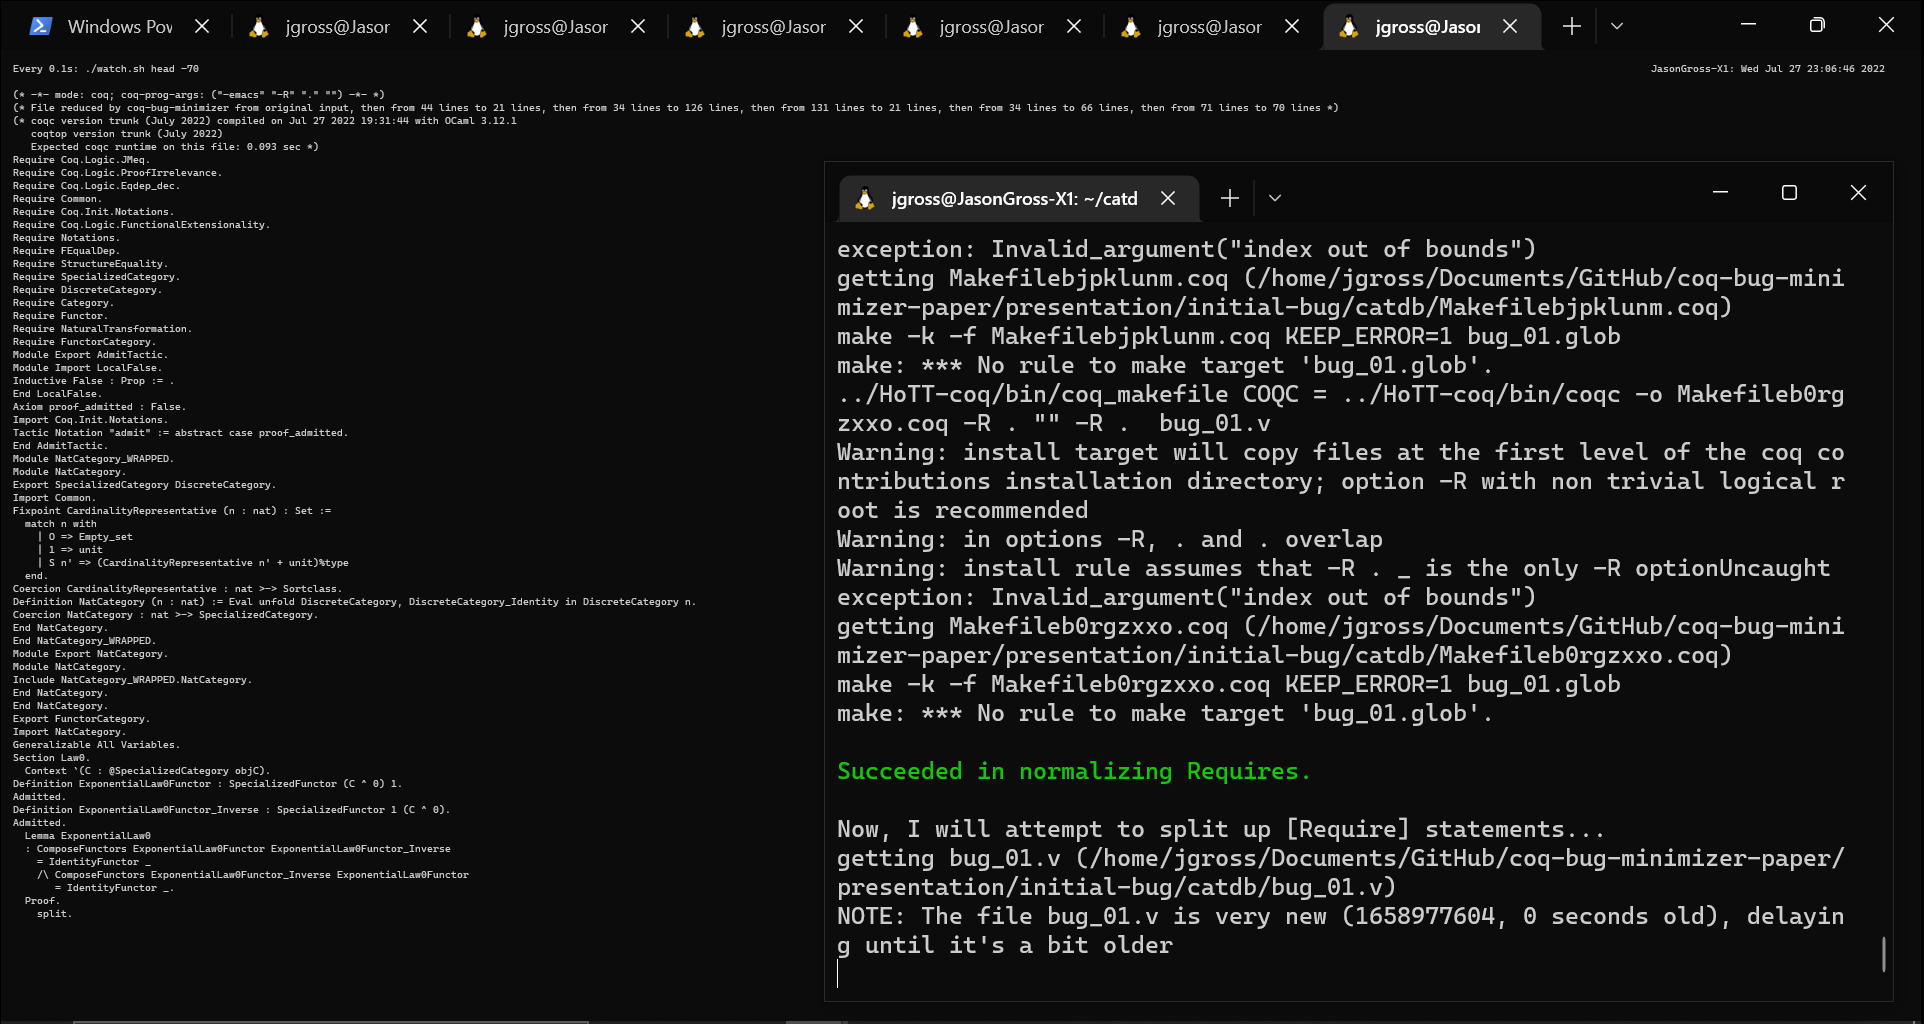 Windows Pov
jgross@Jasor
jgross@Jasor
jgross@Jasor
jgross@Jasor
jgross@Jasor
jgross@Jasor
Every 0.1s: ./watch.sh head -70
JasonGross-X1: Wed Jul 27 23:06:46 2022
(* -*- mode: coq; coq-prog-args: ("-emacs" "-R" "." "") -*- *)
(* File reduced by coq-bug-minimizer from original input, then from 44 lines to 21 lines, then from 34 lines to 126 lines, then from 131 lines to 21 lines, then from 34 lines to 66 lines, then from 71 lines to 70 lines *)
(* coqc version trunk (July 2022) compiled on Jul 27 2022 19:31:44 with OCaml 3.12.1
   coqtop version trunk (July 2022)
   Expected coqc runtime on this file: 0.093 sec *)
Require Coq.Logic.JMeq.
Require Coq.Logic.ProofIrrelevance.
Require Coq.Logic.Eqdep_dec.
Require Common.
Require Coq.Init.Notations.
Require Coq.Logic.FunctionalExtensionality.
Require Notations.
Require FEqualDep.
Require StructureEquality.
Require SpecializedCategory.
Require DiscreteCategory.
Require Category.
Require Functor.
Require NaturalTransformation.
Require FunctorCategory.
Module Export AdmitTactic.
Module Import LocalFalse.
Inductive False : Prop := .
End LocalFalse.
Axiom proof_admitted : False.
Import Coq.Init.Notations.
Tactic Notation "admit" := abstract case proof_admitted.
End AdmitTactic.
Module NatCategory_WRAPPED.
Module NatCategory.
Export SpecializedCategory DiscreteCategory.
Import Common.
Fixpoint CardinalityRepresentative (n : nat) : Set :=
  match n with
    | O => Empty_set
    | 1 => unit
    | S n' => (CardinalityRepresentative n' + unit)%type
  end.
Coercion CardinalityRepresentative : nat >-> Sortclass.
Definition NatCategory (n : nat) := Eval unfold DiscreteCategory, DiscreteCategory_Identity in DiscreteCategory n.
Coercion NatCategory : nat >-> SpecializedCategory.
End NatCategory.
End NatCategory_WRAPPED.
Module Export NatCategory.
Module NatCategory.
Include NatCategory_WRAPPED.NatCategory.
End NatCategory.
End NatCategory.
Export FunctorCategory.
Import NatCategory.
Generalizable All Variables.
Section Law0.
  Context `(C : @SpecializedCategory objC).
Definition ExponentialLaw0Functor : SpecializedFunctor (C ^ 0) 1.
Admitted.
Definition ExponentialLaw0Functor_Inverse : SpecializedFunctor 1 (C ^ 0).
Admitted.
  Lemma ExponentialLaw0
  : ComposeFunctors ExponentialLaw0Functor ExponentialLaw0Functor_Inverse
    = IdentityFunctor _
    /\ ComposeFunctors ExponentialLaw0Functor_Inverse ExponentialLaw0Functor
       = IdentityFunctor _.
  Proof.
    split.
jgross@JasonGross-X1: ~/catd
exception: Invalid_argument("index out of bounds")
getting Makefilebjpklunm.coq (/home/jgross/Documents/GitHub/coq-bug-mini
mizer-paper/presentation/initial-bug/catdb/Makefilebjpklunm.coq)
make -k -f Makefilebjpklunm.coq KEEP_ERROR=1 bug_01.glob
make: *** No rule to make target 'bug_01.glob'.
../HoTT-coq/bin/coq_makefile COQC = ../HoTT-coq/bin/coqc -o Makefileb0rg
zxxo.coq -R . "" -R .  bug_01.v
Warning: install target will copy files at the first level of the coq co
ntributions installation directory; option -R with non trivial logical r
oot is recommended
Warning: in options -R, . and . overlap
Warning: install rule assumes that -R . _ is the only -R optionUncaught
exception: Invalid_argument("index out of bounds")
getting Makefileb0rgzxxo.coq (/home/jgross/Documents/GitHub/coq-bug-mini
mizer-paper/presentation/initial-bug/catdb/Makefileb0rgzxxo.coq)
make -k -f Makefileb0rgzxxo.coq KEEP_ERROR=1 bug_01.glob
make: *** No rule to make target 'bug_01.glob'.
Succeeded in normalizing Requires.
Now, I will attempt to split up [Require] statements...
getting bug_01.v (/home/jgross/Documents/GitHub/coq-bug-minimizer-paper/
presentation/initial-bug/catdb/bug_01.v)
NOTE: The file bug_01.v is very new (1658977604, 0 seconds old), delayin
g until it's a bit older